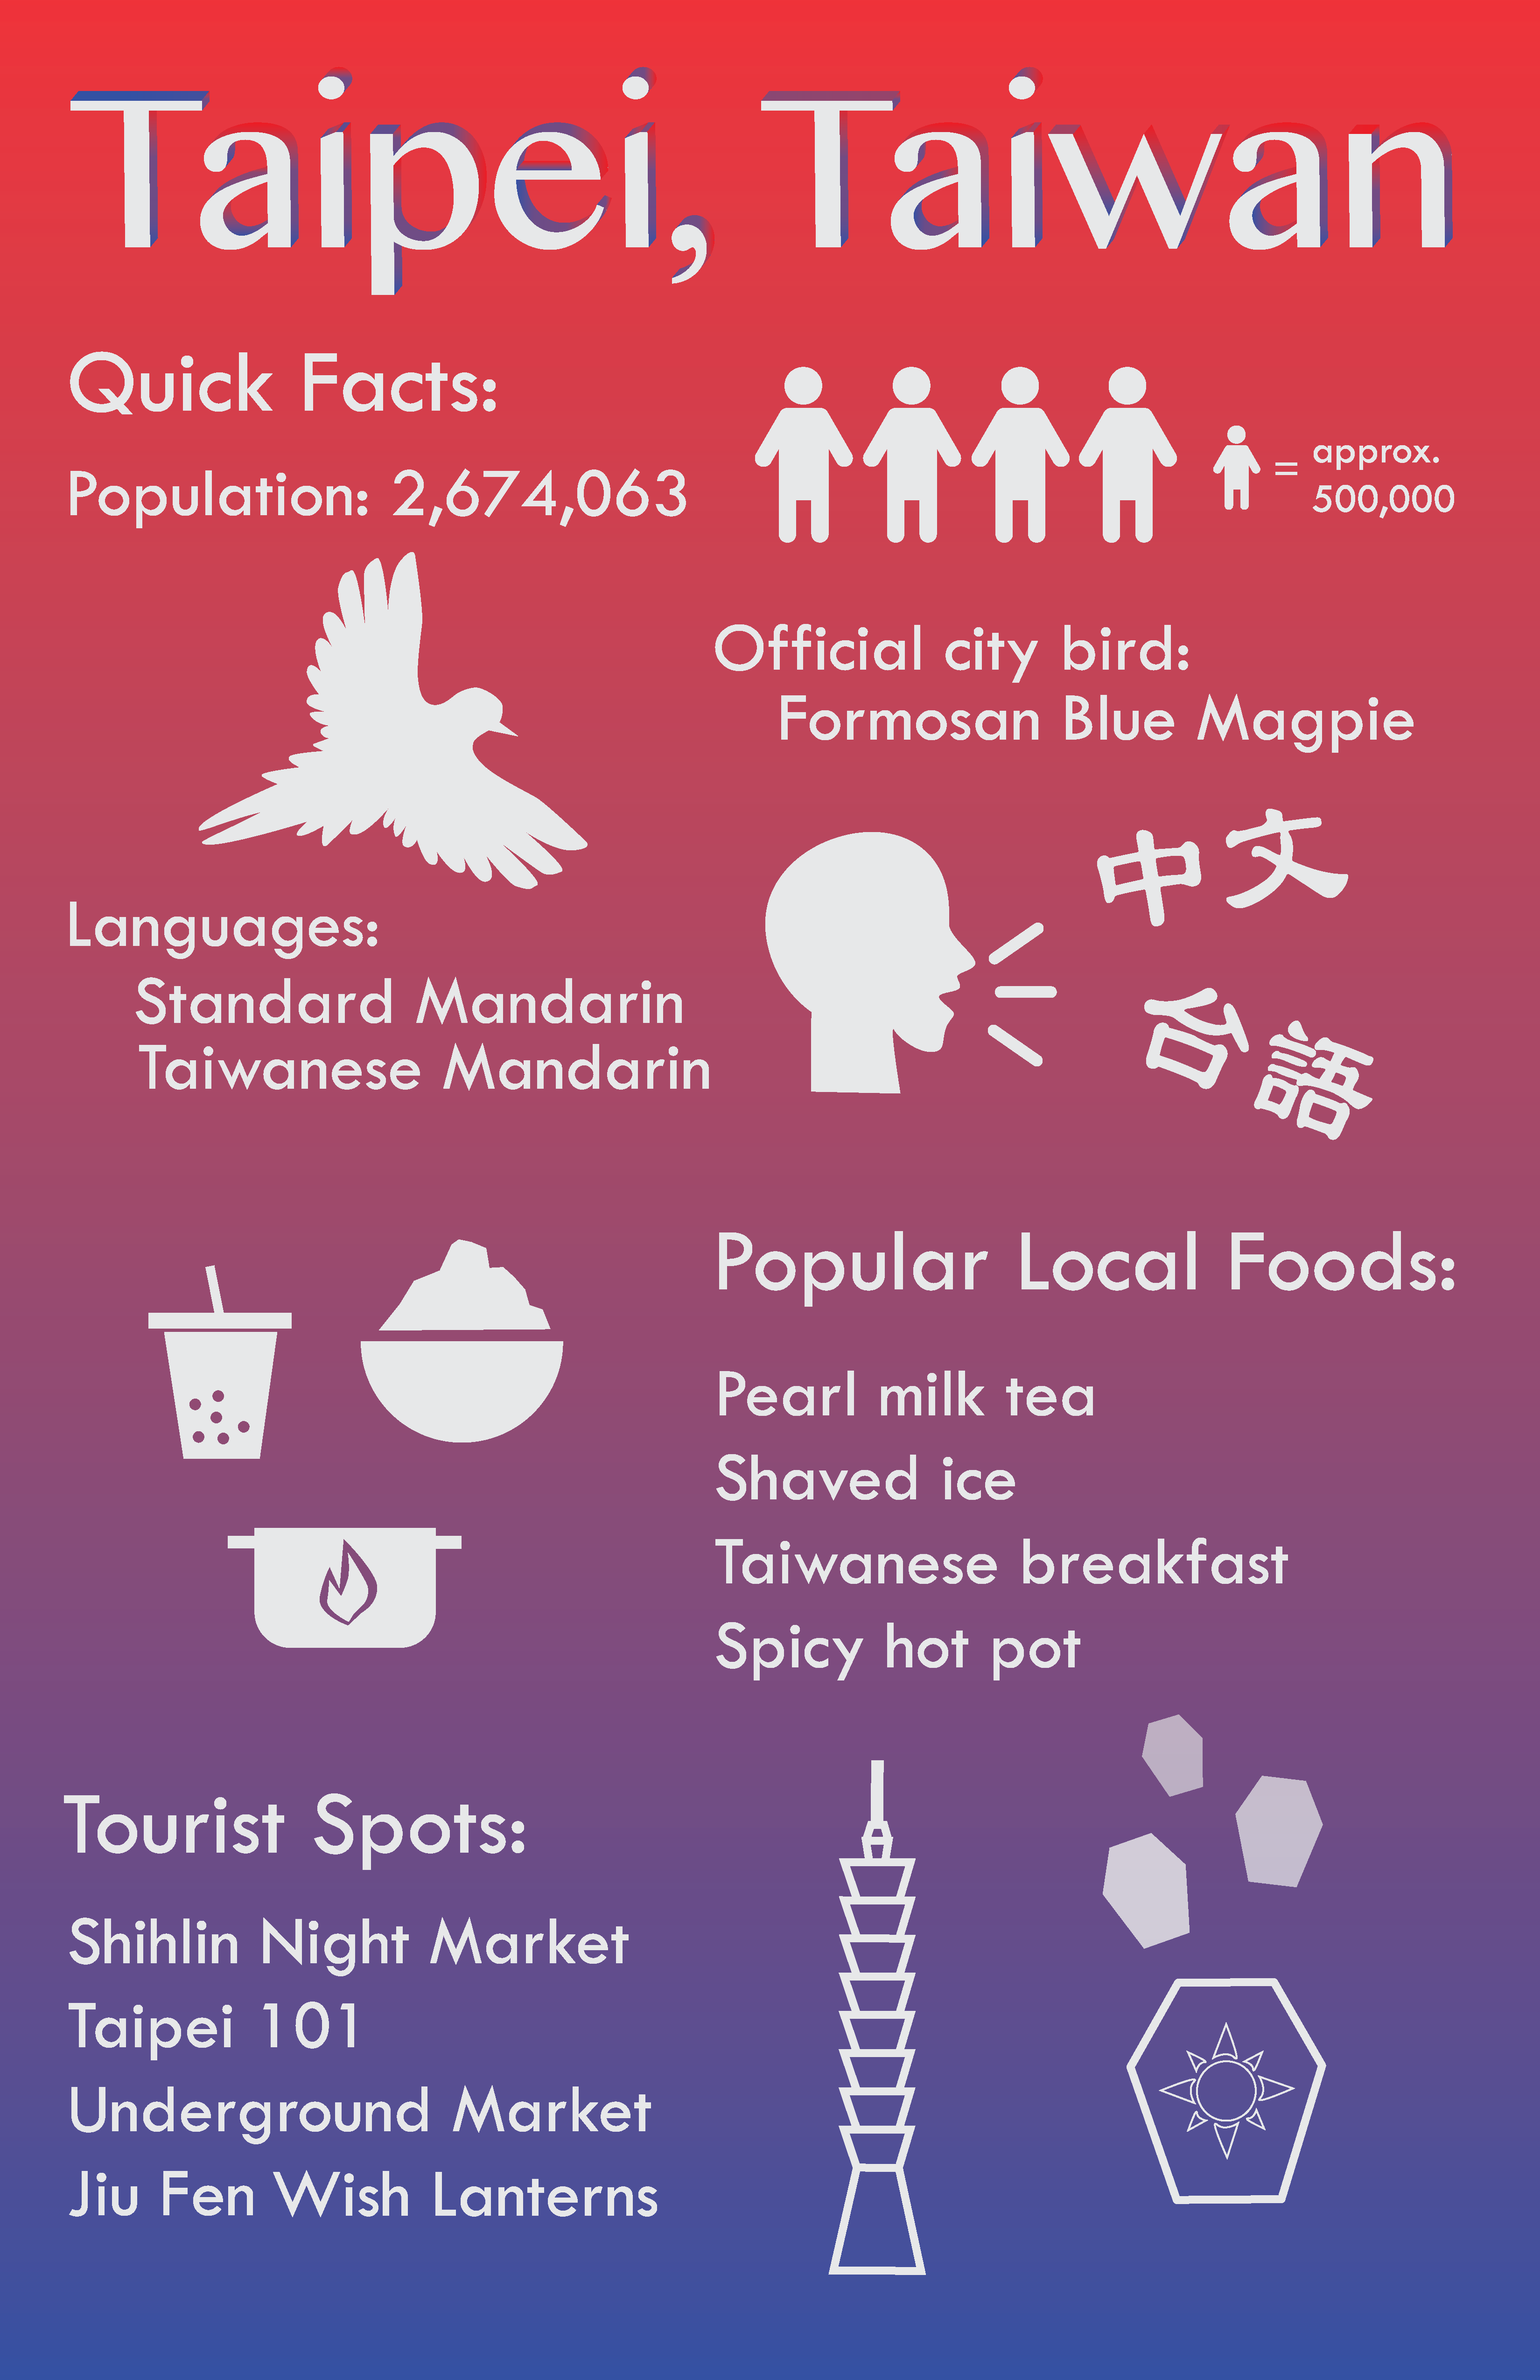 Taipei, Taiwan
Quick Facts:
Population: 2,674,063
= approx.
500,000
Official city bird:
Formosan Blue Magpie
Languages:
Standard Mandarin
Taiwanese Mandarin
中文
台語
Popular Local Foods:
Pearl milk tea
Shaved ice
Taiwanese breakfast
Spicy hot pot
Tourist Spots:
Shihlin Night Market
Taipei 101
Underground Market
Jiu Fen Wish Lanterns